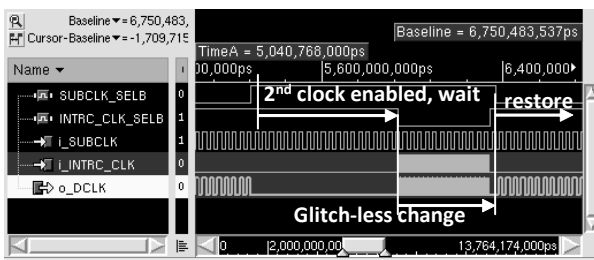 Baseline▼=6,750,483,
Cursor-Baseline▼=-1,709,715
Baseline = 6,750,483,537ps
TimeA = 5,040,768,000ps
Name ▼
00,000ps |5,600,000,000ps |6,400,000
SUBCLK_SELB 0
2nd clock enabled, wait restore
INTRC_CLK_SELB 1
i_SUBCLK 1
i_INTRC_CLK 0
o_DCLK 0
Glitch-less change
0 |2,000,000,00 13,764,174,000ps